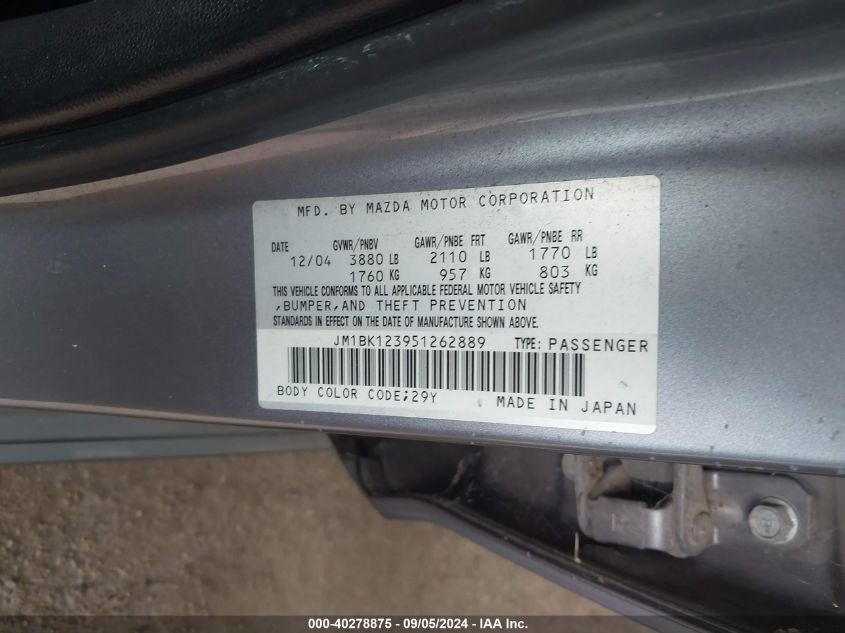 MFD. BY MAZDA MOTOR CORPORATION
DATE GVWR/PNBV GAWR/PNBE FRT GAWR/PNBE RR
12/04 3880 LB 2110 LB 1770 LB
1760 KG 957 KG 803 KG
THIS VEHICLE CONFORMS TO ALL APPLICABLE FEDERAL MOTOR VEHICLE SAFETY
,BUMPER,AND THEFT PREVENTION
STANDARDS IN EFFECT ON THE DATE OF MANUFACTURE SHOWN ABOVE.
JM1BK123951262889 TYPE: PASSENGER
BODY COLOR CODE;29Y MADE IN JAPAN
000-40278875 - 09/05/2024 - IAA Inc.